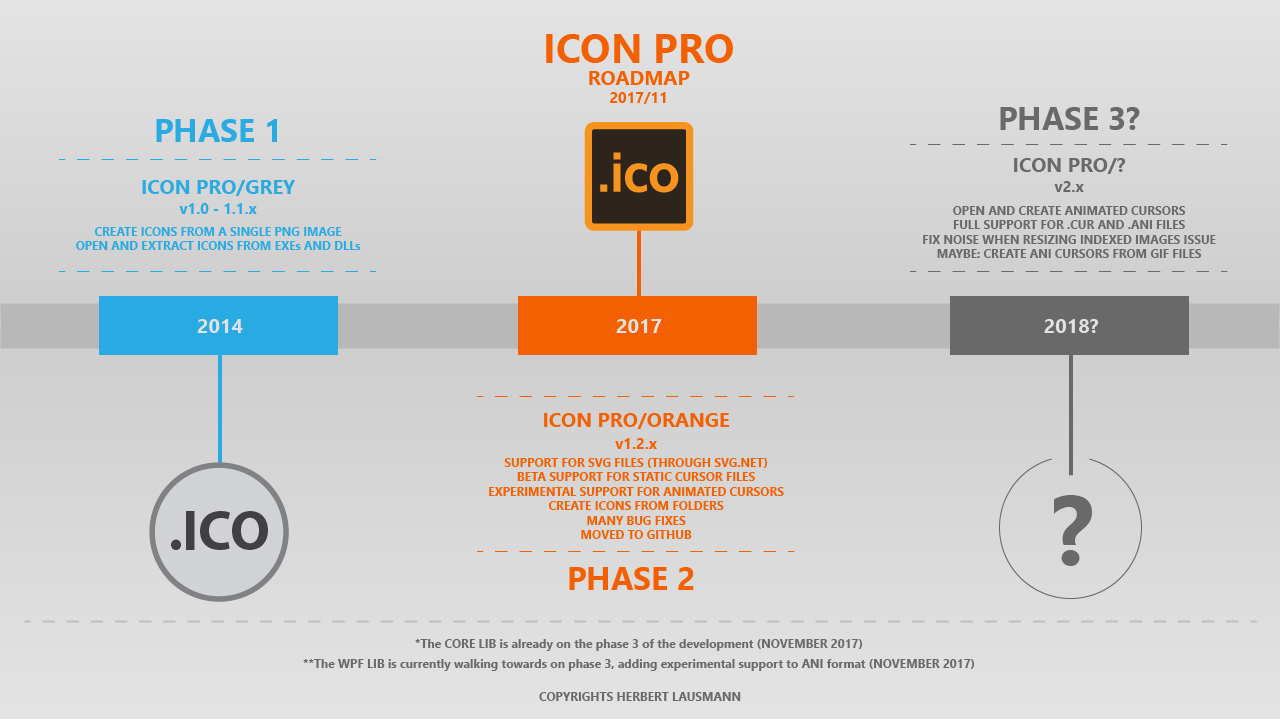 ICON PRO
ROADMAP
2017/11
.ico
PHASE 1
ICON PRO/GREY
v1.0 - 1.1.x
CREATE ICONS FROM A SINGLE PNG IMAGE
OPEN AND EXTRACT ICONS FROM EXEs AND DLLs
2014
.ICO
2017
ICON PRO/ORANGE
v1.2.x
SUPPORT FOR SVG FILES (THROUGH SVG.NET)
BETA SUPPORT FOR STATIC CURSOR FILES
EXPERIMENTAL SUPPORT FOR ANIMATED CURSORS
CREATE ICONS FROM FOLDERS
MANY BUG FIXES
MOVED TO GITHUB
PHASE 2
PHASE 3?
ICON PRO/?
v2.x
OPEN AND CREATE ANIMATED CURSORS
FULL SUPPORT FOR .CUR AND .ANI FILES
FIX NOISE WHEN RESIZING INDEXED IMAGES ISSUE
MAYBE: CREATE ANI CURSORS FROM GIF FILES
2018?
?
*The CORE LIB is already on the phase 3 of the development (NOVEMBER 2017)
**The WPF LIB is currently walking towards on phase 3, adding experimental support to ANI format (NOVEMBER 2017)
COPYRIGHTS HERBERT LAUSMANN